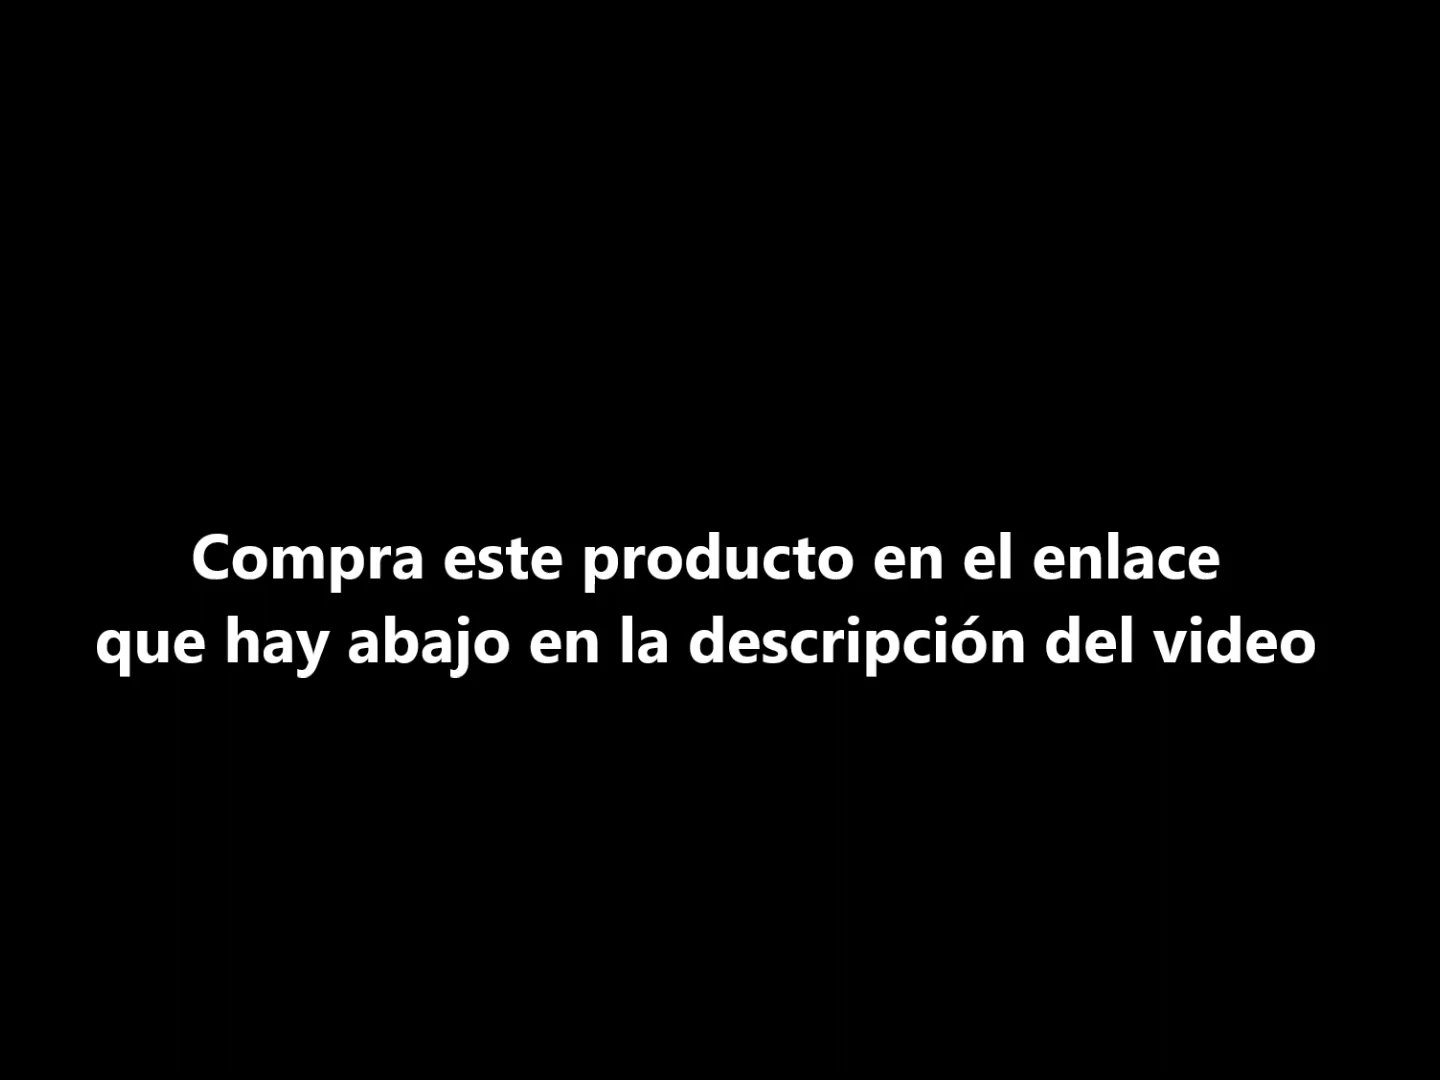 Compra este producto en el enlace
que hay abajo en la descripción del video